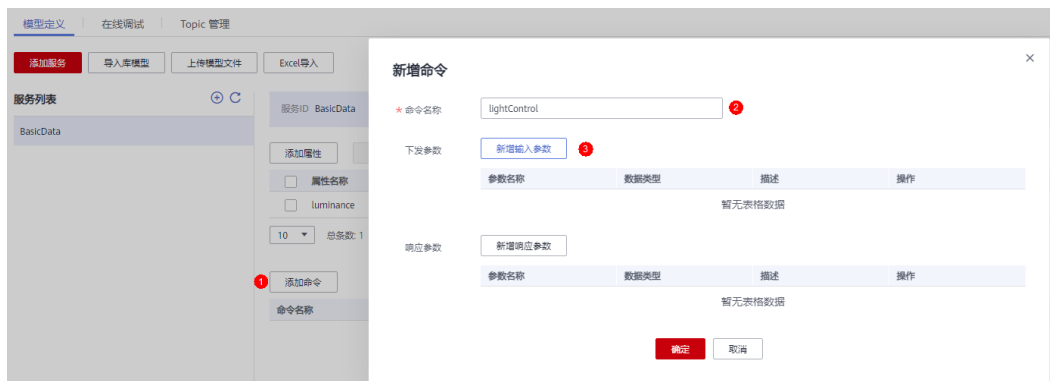 模型定义 在线调试 Topic 管理
添加服务 导入库模型 上传模型文件 Excel导入
服务列表
BasicData
服务ID BasicData
添加属性
属性名称
luminance
10 总条数: 1
1 添加命令
命令名称
新增命令
* 命令名称 lightControl 2
下发参数 新增输入参数 3
参数名称 数据类型 描述 操作
暂无表格数据
响应参数 新增响应参数
参数名称 数据类型 描述 操作
暂无表格数据
确定 取消